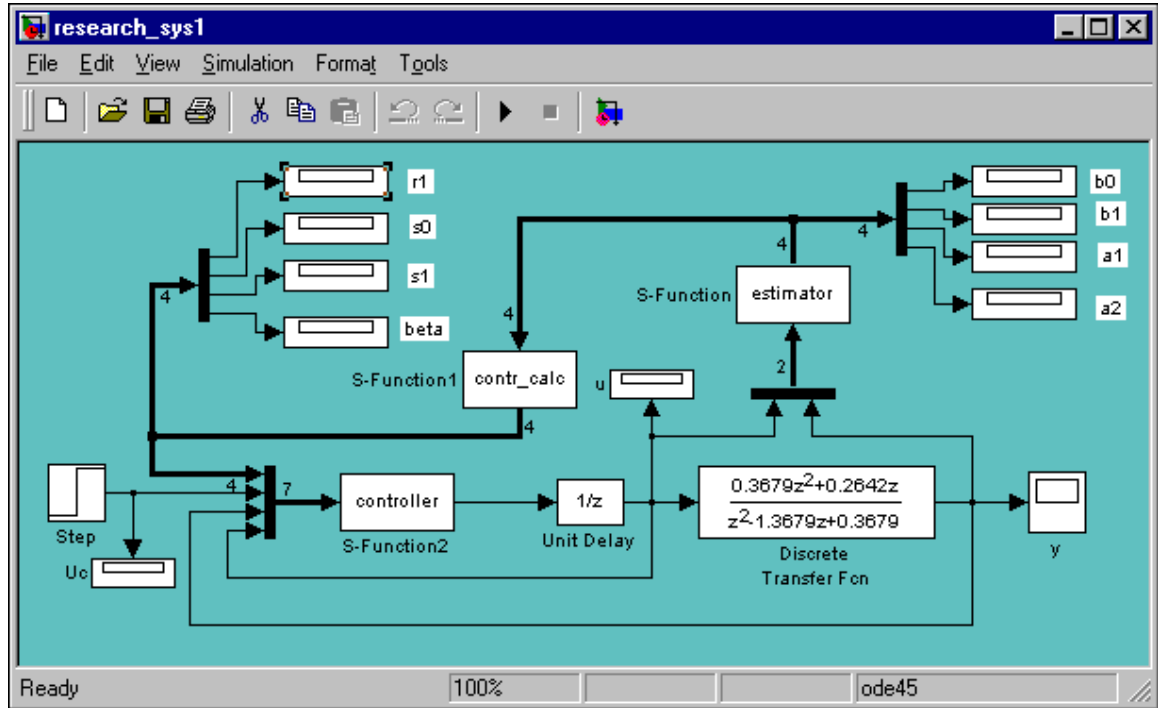 research_sys1
File Edit View Simulation Format Tools
r1
s0
s1
beta
4
b0
b1
a1
a2
4
4
S-Function
estimator
2
4
S-Function1
contr_calc
4
u
Step
Uc
4
7
controller
S-Function2
1/z
Unit Delay
0.3679z2+0.2642z
z2-1.3679z+0.3679
Discrete
Transfer Fcn
y
Ready 100% ode45